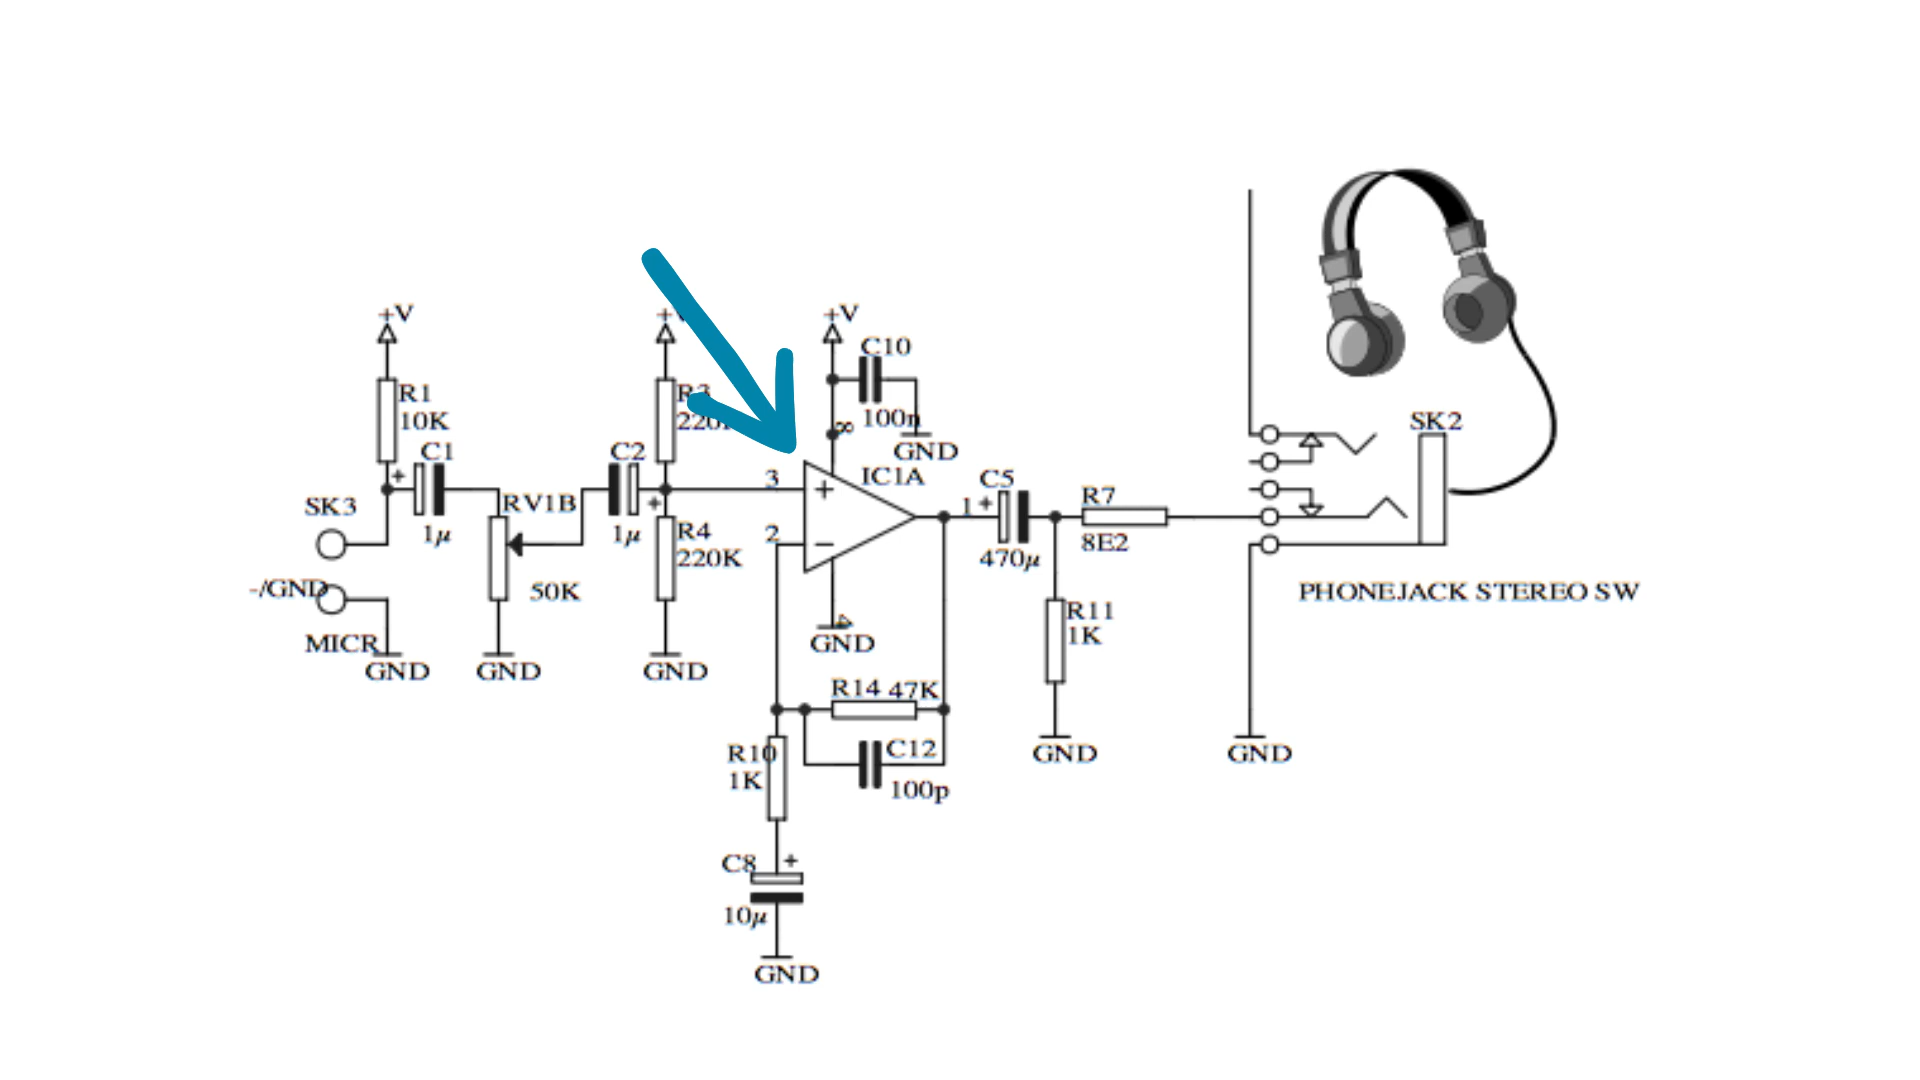 +V
R1
10K
+
C1
1µ
SK3
-/GND
MICR
GND
RV1B
50K
GND
C2
1µ
+
R4
220K
GND
+V
C10
100n
GND
8
3
+
2
−
IC1A
4
GND
1
+
C5
470µ
R7
8E2
R11
1K
GND
R14 47K
C12
100p
R10
1K
C8
+
10µ
GND
SK2
PHONEJACK STEREO SW
GND